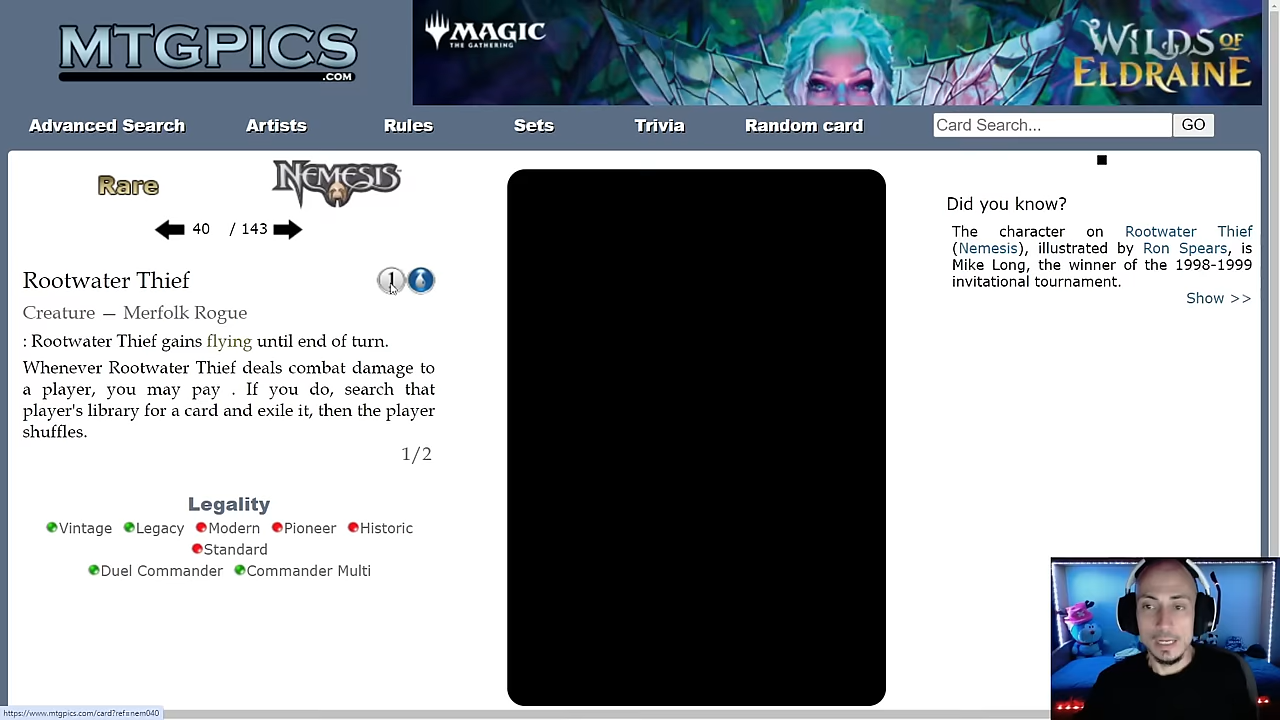 MTGPICS
.COM
MAGIC
THE GATHERING
WILDS OF
ELDRAINE
Advanced Search Artists Rules Sets Trivia Random card Card Search... GO
Rare NEMESIS
40 / 143
Rootwater Thief 1
Creature — Merfolk Rogue
: Rootwater Thief gains flying until end of turn.
Whenever Rootwater Thief deals combat damage to
a player, you may pay . If you do, search that
player's library for a card and exile it, then the player
shuffles.
1/2
Legality
Vintage Legacy Modern Pioneer Historic
Standard
Duel Commander Commander Multi
Did you know?
The character on Rootwater Thief
(Nemesis), illustrated by Ron Spears, is
Mike Long, the winner of the 1998-1999
invitational tournament.
Show >>
https://www.mtgpics.com/card?ref=nem040